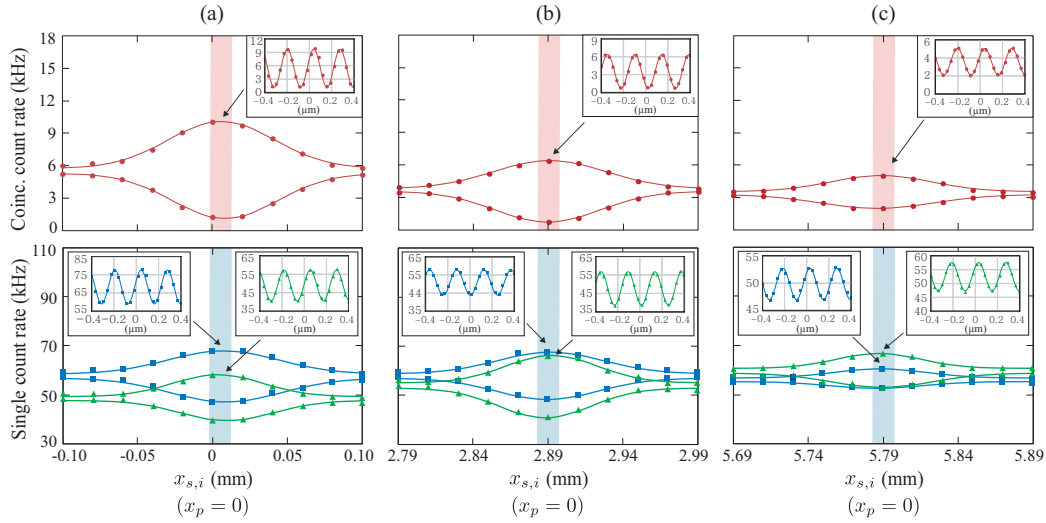 (a)
(b)
(c)
Coinc. count rate (kHz)
18
15
12
9
6
3
0
12
9
6
3
0
-0.4 -0.2 0 0.2 0.4
(μm)
9
6
3
0
-0.4 -0.2 0 0.2 0.4
(μm)
6
4
2
0
-0.4 -0.2 0 0.2 0.4
(μm)
Single count rate (kHz)
110
90
70
50
30
85
75
65
55
-0.4 -0.2 0 0.2 0.4
(μm)
65
55
45
35
-0.4 -0.2 0 0.2 0.4
(μm)
65
55
45
35
-0.4 -0.2 0 0.2 0.4
(μm)
65
55
45
35
-0.4 -0.2 0 0.2 0.4
(μm)
55
50
45
-0.4 -0.2 0 0.2 0.4
(μm)
60
55
50
45
40
-0.4 -0.2 0 0.2 0.4
(μm)
-0.10 -0.05 0 0.05 0.10
2.79 2.84 2.89 2.94 2.99
5.69 5.74 5.79 5.84 5.89
x_{s,i} (mm)
x_{s,i} (mm)
x_{s,i} (mm)
(x_p = 0)
(x_p = 0)
(x_p = 0)